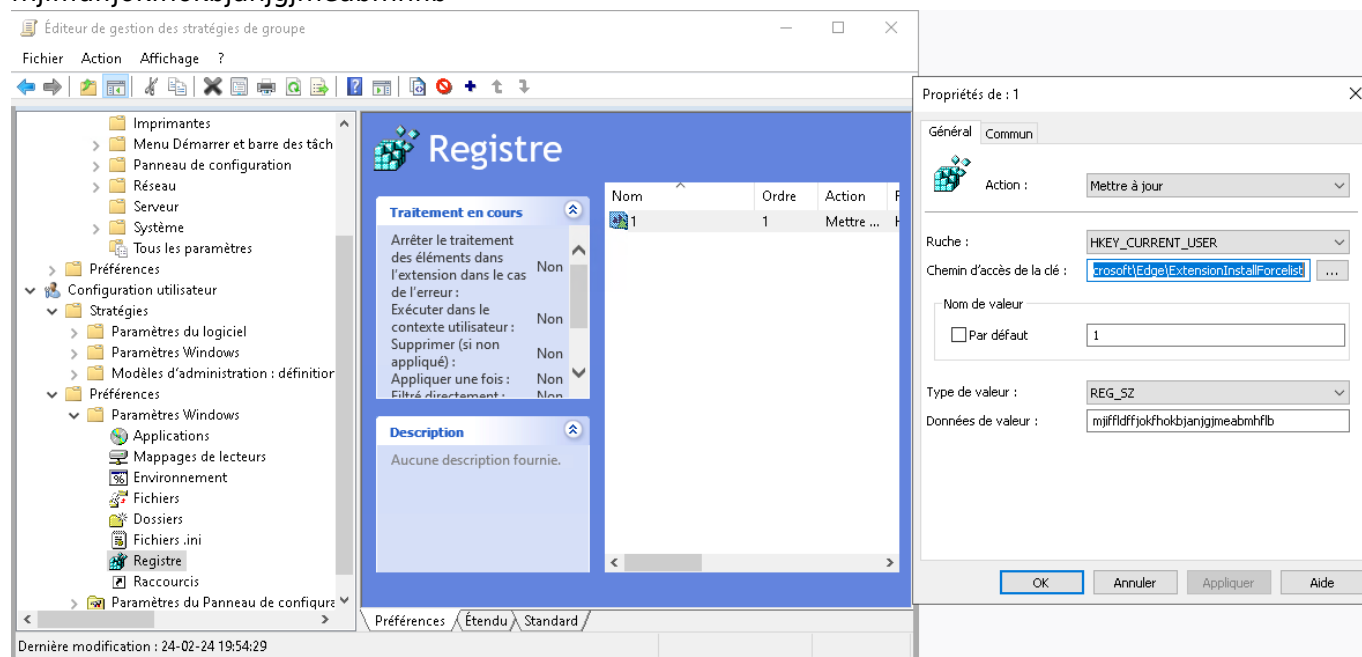 Éditeur de gestion des stratégies de groupe
Fichier Action Affichage ?
Imprimantes
Menu Démarrer et barre des tâch
Panneau de configuration
Réseau
Serveur
Système
Tous les paramètres
Préférences
Configuration utilisateur
Stratégies
Paramètres du logiciel
Paramètres Windows
Modèles d'administration : définitior
Préférences
Paramètres Windows
Applications
Mappages de lecteurs
Environnement
Fichiers
Dossiers
Fichiers .ini
Registre
Raccourcis
Paramètres du Panneau de configura
Registre
Traitement en cours
Arrêter le traitement
des éléments dans
l'extension dans le cas Non
de l'erreur :
Exécuter dans le
contexte utilisateur : Non
Supprimer (si non
appliqué) : Non
Appliquer une fois : Non
Filtré directement : Non
Description
Aucune description fournie.
Nom Ordre Action
1 1 Mettre ...
Préférences Étendu Standard
Dernière modification : 24-02-24 19:54:29
Propriétés de : 1
Général Commun
Action : Mettre à jour
Ruche : HKEY_CURRENT_USER
Chemin d'accès de la clé : crosoft\Edge\ExtensionInstallForcelist ...
Nom de valeur
Par défaut 1
Type de valeur : REG_SZ
Données de valeur : mjiffldffjokfhokbjanjgjmeabmhflb
OK Annuler Appliquer Aide